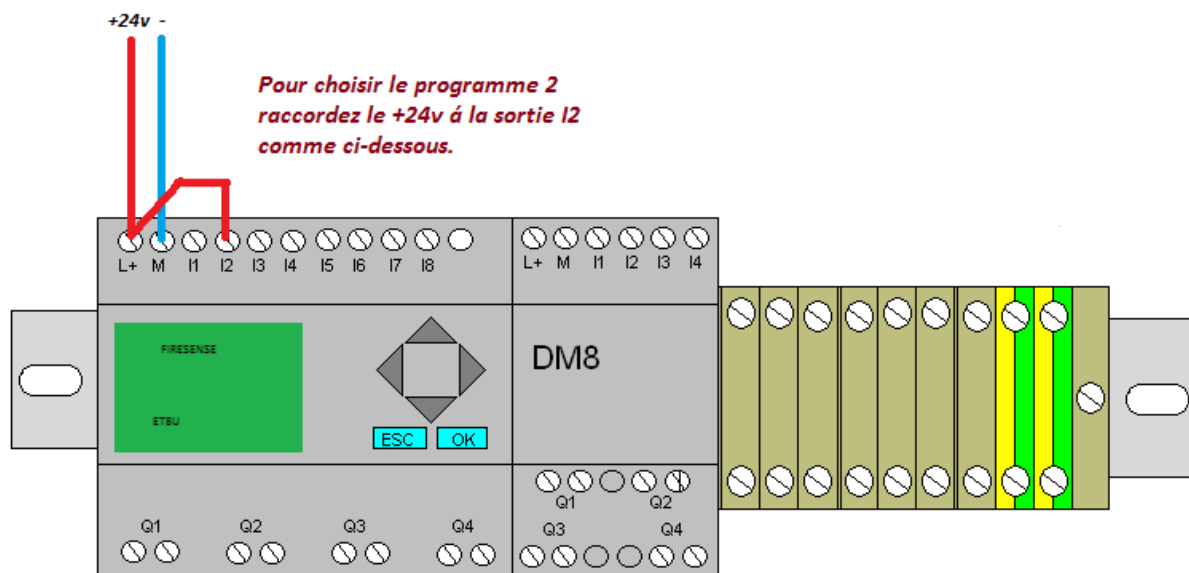 +24v -
Pour choisir le programme 2
raccordez le +24v á la sortie I2
comme ci-dessous.
L+ M I1 I2 I3 I4 I5 I6 I7 I8
L+ M I1 I2 I3 I4
FIRESENSE
ETBU
ESC OK
DM8
Q1 Q2
Q1 Q2 Q3 Q4
Q3 Q4